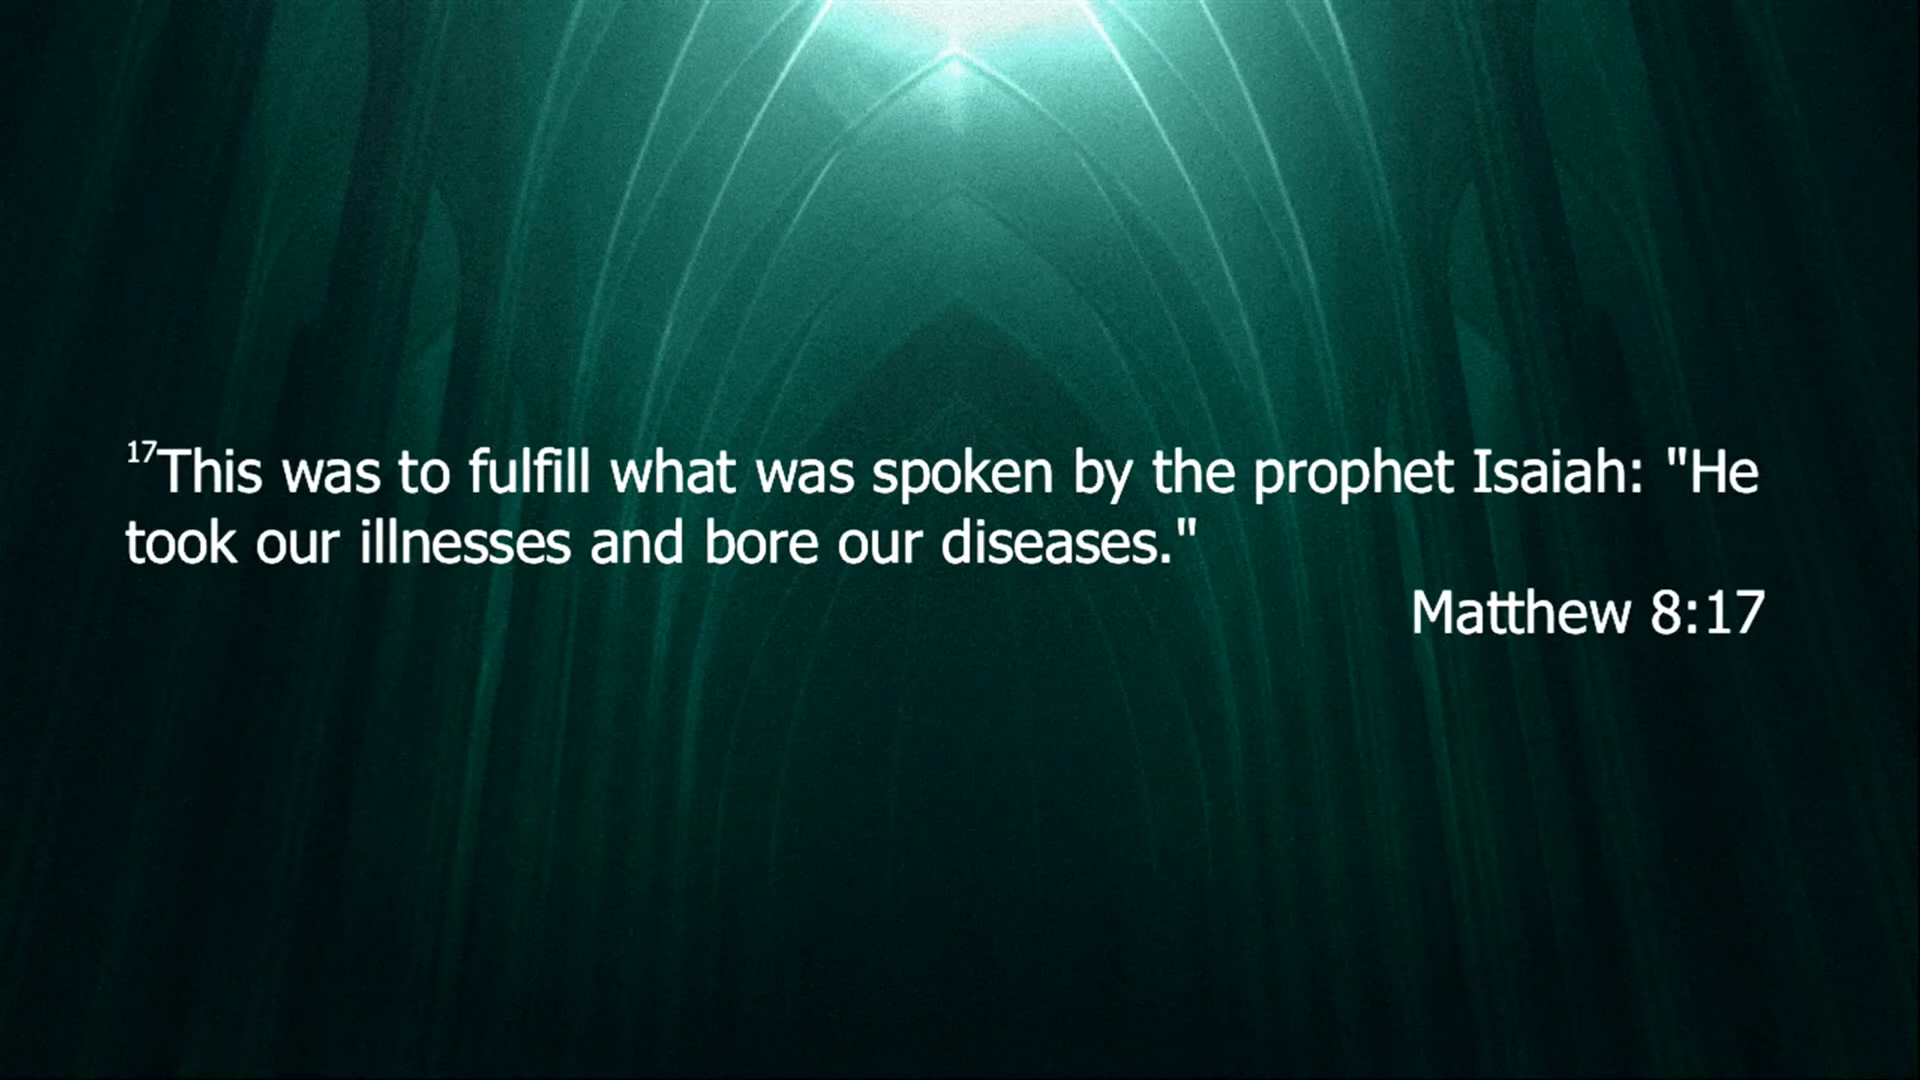 17This was to fulfill what was spoken by the prophet Isaiah: "He
took our illnesses and bore our diseases."
Matthew 8:17